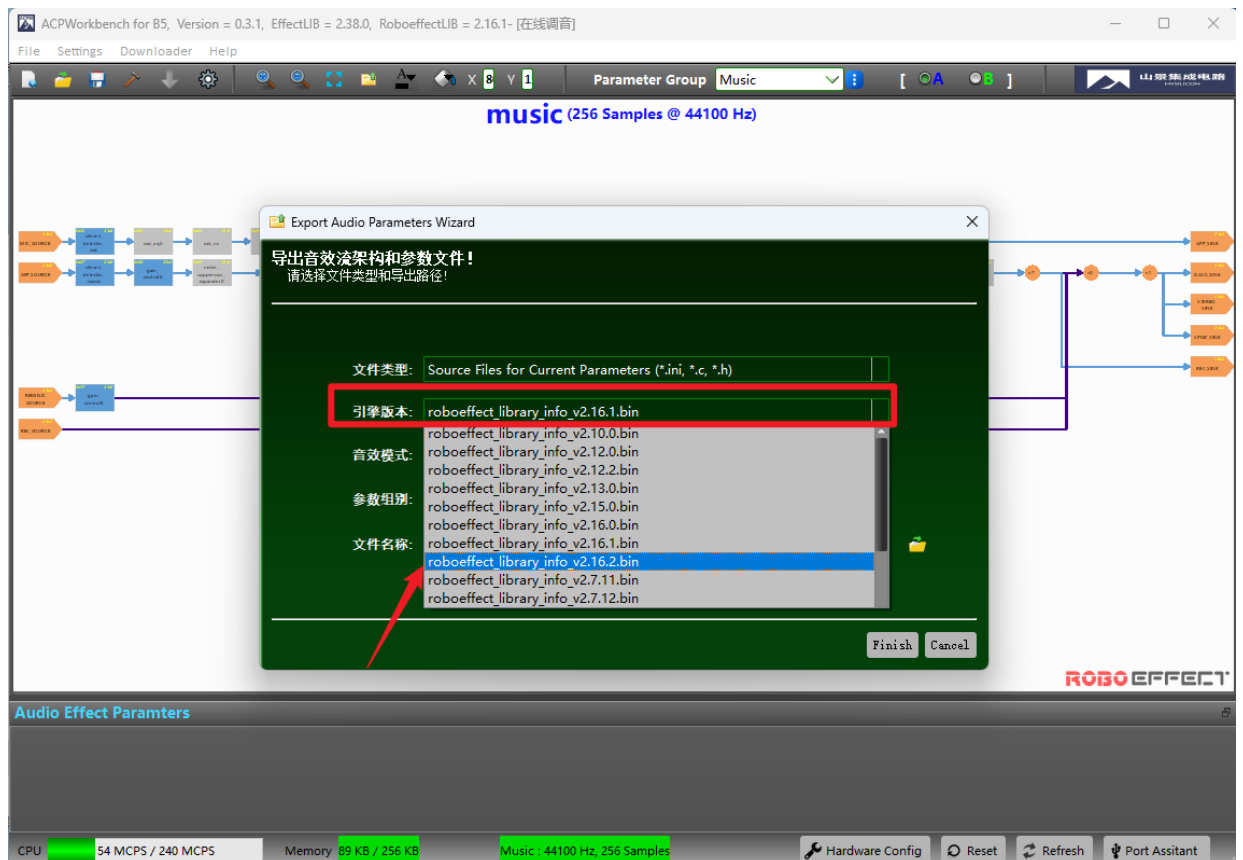 ACPWorkbench for B5, Version = 0.3.1, EffectLIB = 2.38.0, RoboeffectLIB = 2.16.1- [在线调音]
File Settings Downloader Help
X 8 Y 1 Parameter Group Music [ A B ] 山景集成电路
music (256 Samples @ 44100 Hz)
Export Audio Parameters Wizard
导出音效流架构和参数文件!
请选择文件类型和导出路径!
文件类型: Source Files for Current Parameters (*.ini, *.c, *.h)
引擎版本: roboeffect_library_info_v2.16.1.bin
roboeffect_library_info_v2.10.0.bin
音效模式: roboeffect_library_info_v2.12.0.bin
roboeffect_library_info_v2.12.2.bin
roboeffect_library_info_v2.13.0.bin
参数组别: roboeffect_library_info_v2.15.0.bin
roboeffect_library_info_v2.16.0.bin
文件名称: roboeffect_library_info_v2.16.1.bin
roboeffect_library_info_v2.16.2.bin
roboeffect_library_info_v2.7.11.bin
roboeffect_library_info_v2.7.12.bin
Finish Cancel
ROBOEFFECT
Audio Effect Paramters
CPU 54 MCPS / 240 MCPS Memory 89 KB / 256 KB Music : 44100 Hz, 256 Samples Hardware Config Reset Refresh Port Assitant